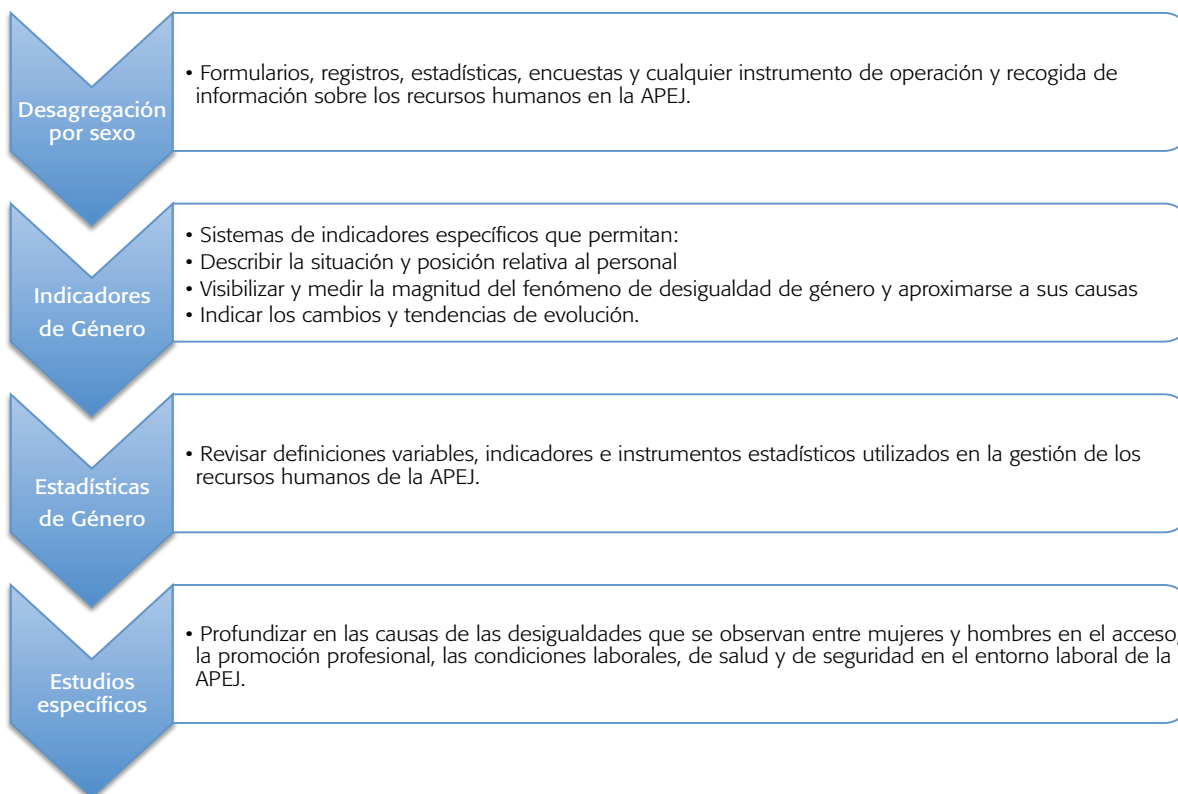 Desagregación
por sexo
• Formularios, registros, estadísticas, encuestas y cualquier instrumento de operación y recogida de
información sobre los recursos humanos en la APEJ.
Indicadores
de Género
• Sistemas de indicadores específicos que permitan:
• Describir la situación y posición relativa al personal
• Visibilizar y medir la magnitud del fenómeno de desigualdad de género y aproximarse a sus causas
• Indicar los cambios y tendencias de evolución.
Estadísticas
de Género
• Revisar definiciones variables, indicadores e instrumentos estadísticos utilizados en la gestión de los
recursos humanos de la APEJ.
Estudios
específicos
• Profundizar en las causas de las desigualdades que se observan entre mujeres y hombres en el acceso,
la promoción profesional, las condiciones laborales, de salud y de seguridad en el entorno laboral de la
APEJ.